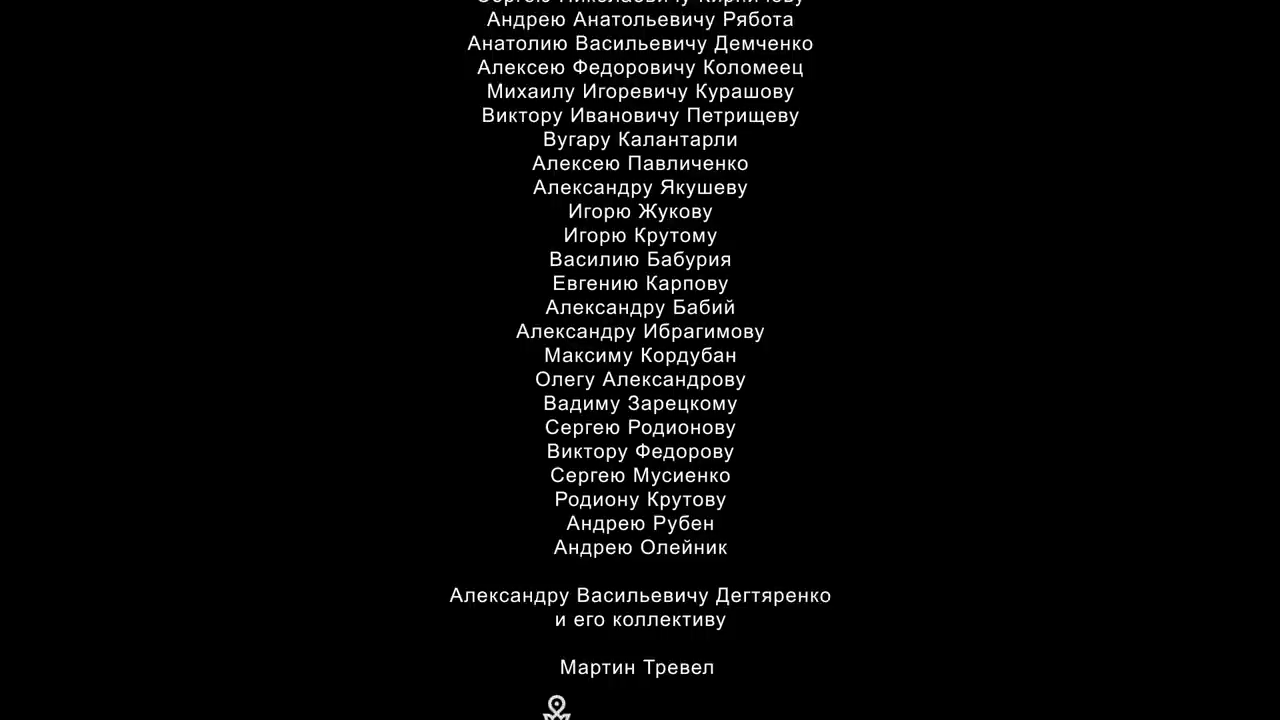 Сергею Николаевичу Кирпичеву
Андрею Анатольевичу Рябота
Анатолию Васильевичу Демченко
Алексею Федоровичу Коломеец
Михаилу Игоревичу Курашову
Виктору Ивановичу Петрищеву
Вугару Калантарли
Алексею Павличенко
Александру Якушеву
Игорю Жукову
Игорю Крутому
Василию Бабурия
Евгению Карпову
Александру Бабий
Александру Ибрагимову
Максиму Кордубан
Олегу Александрову
Вадиму Зарецкому
Сергею Родионову
Виктору Федорову
Сергею Мусиенко
Родиону Крутову
Андрею Рубен
Андрею Олейник
Александру Васильевичу Дегтяренко
и его коллективу
Мартин Тревел